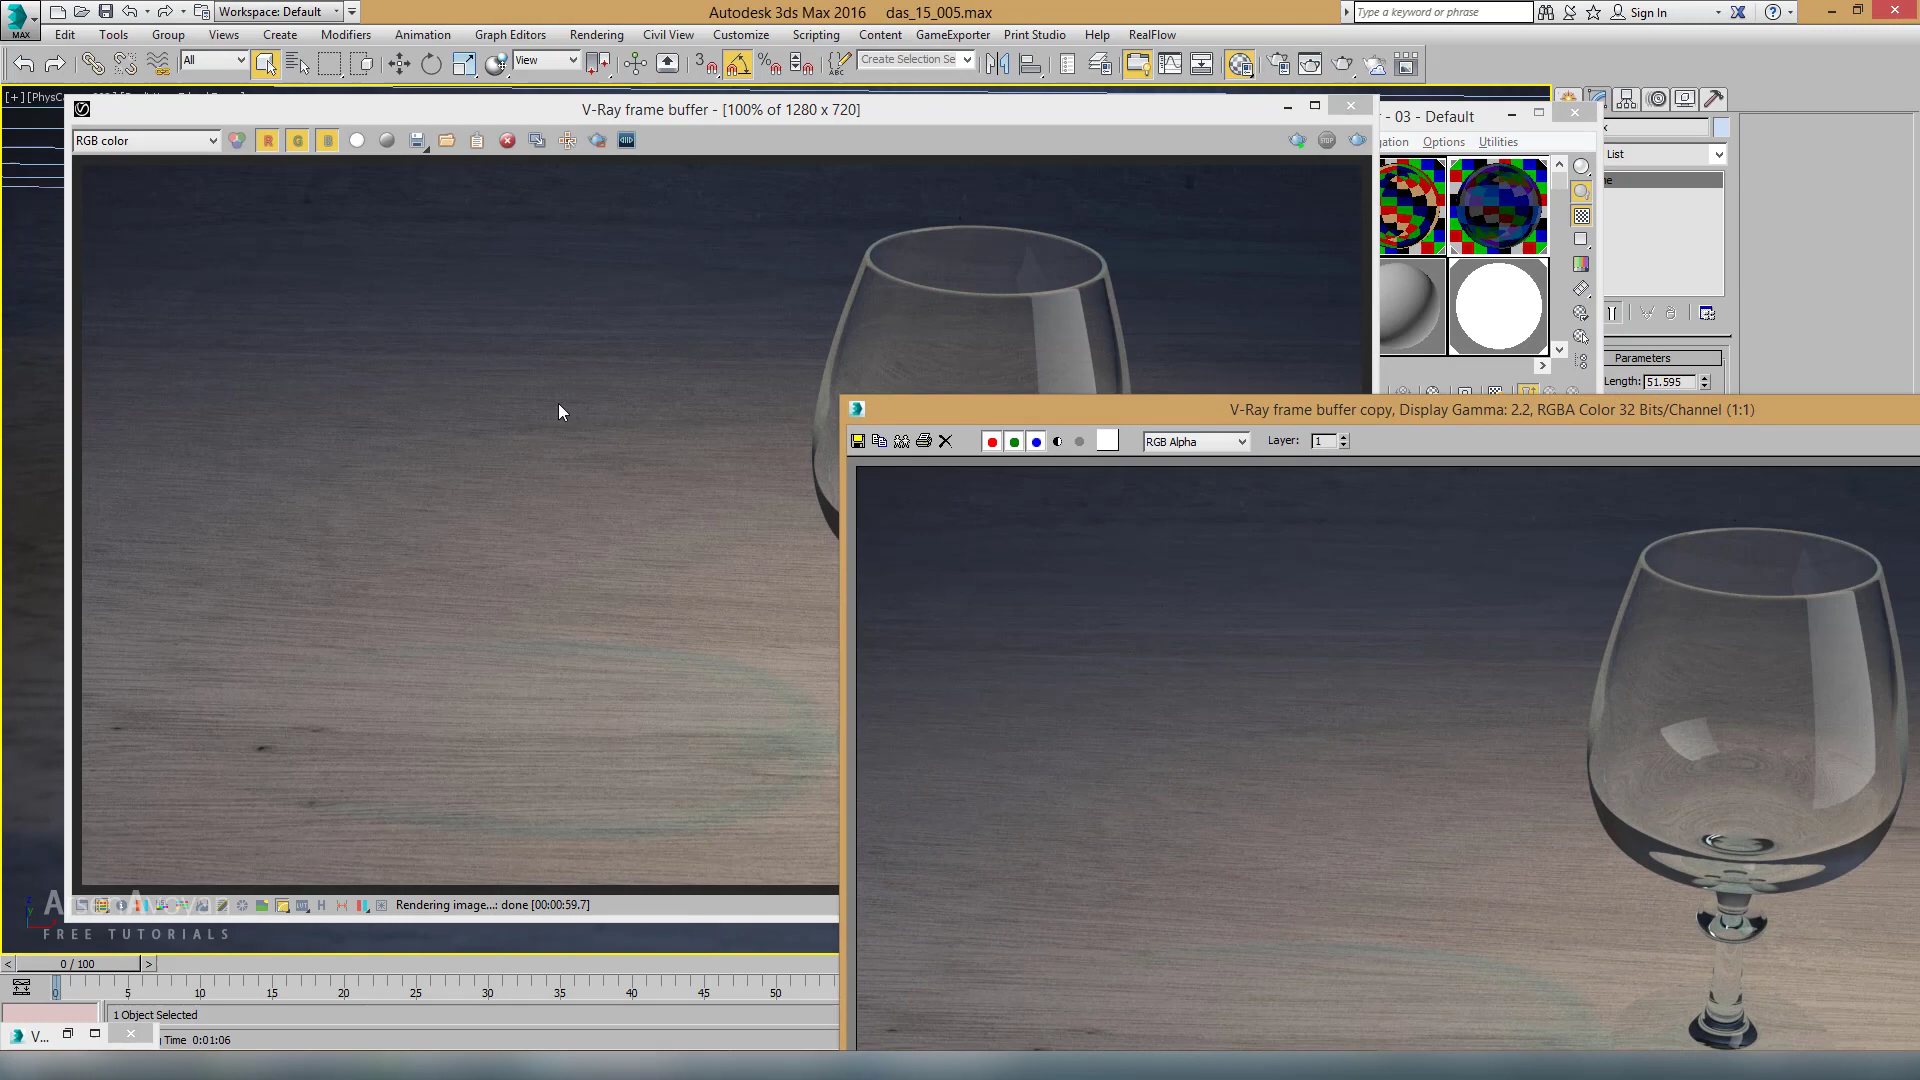 Workspace: Default
Autodesk 3ds Max 2016 das_15_005.max
Type a keyword or phrase
Sign In
MAX
Edit Tools Group Views Create Modifiers Animation Graph Editors Rendering Civil View Customize Scripting Content GameExporter Print Studio Help RealFlow
All
View
3
Create Selection Se
V-Ray frame buffer - [100% of 1280 x 720]
- 03 - Default
RGB color
R G B
gation Options Utilities
List
Parameters
Length: 51.595
V-Ray frame buffer copy, Display Gamma: 2.2, RGBA Color 32 Bits/Channel (1:1)
RGB Alpha
Layer: 1
Rendering image...: done [00:00:59.7]
FREE TUTORIALS
0 / 100
0 5 10 15 20 25 30 35 40 45 50
1 Object Selected
V...
Time 0:01:06